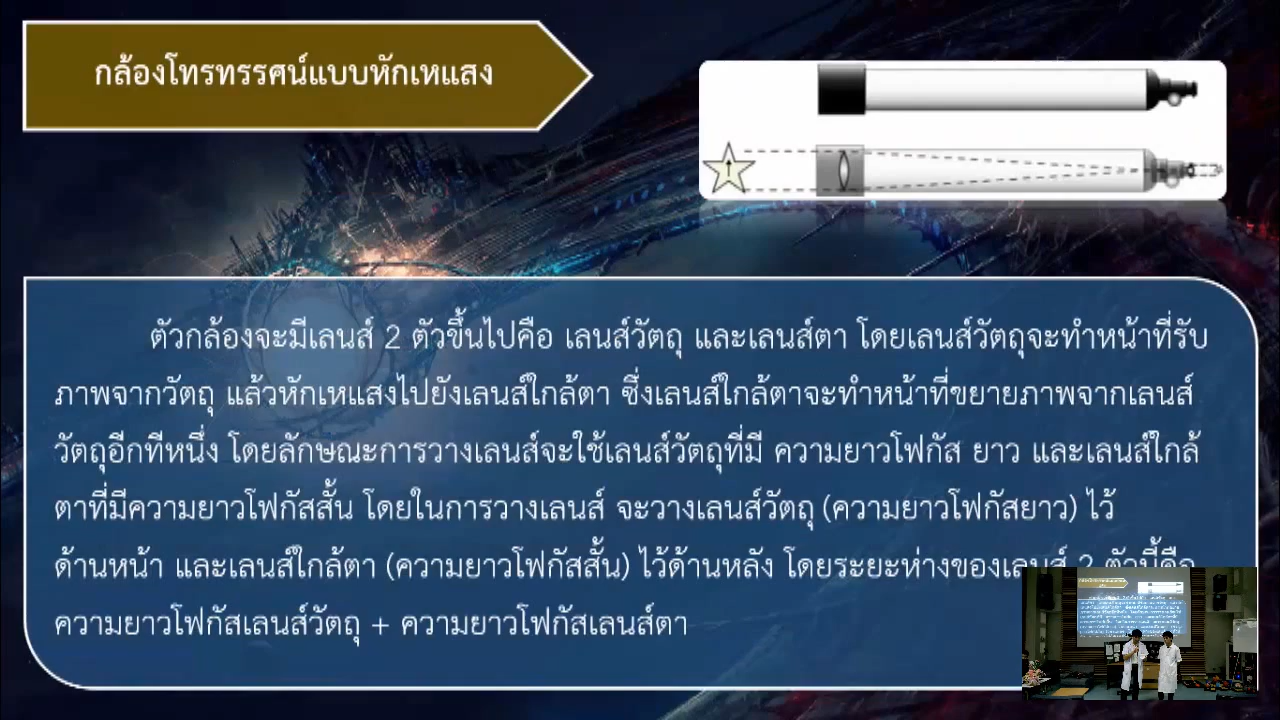 กล้องโทรทรรศน์แบบหักเหแสง
ตัวกล้องจะมีเลนส์ 2 ตัวขึ้นไปคือ เลนส์วัตถุ และเลนส์ตา โดยเลนส์วัตถุจะทำหน้าที่รับ
ภาพจากวัตถุ แล้วหักเหแสงไปยังเลนส์ใกล้ตา ซึ่งเลนส์ใกล้ตาจะทำหน้าที่ขยายภาพจากเลนส์
วัตถุอีกทีหนึ่ง โดยลักษณะการวางเลนส์จะใช้เลนส์วัตถุที่มี ความยาวโฟกัส ยาว และเลนส์ใกล้
ตาที่มีความยาวโฟกัสสั้น โดยในการวางเลนส์ จะวางเลนส์วัตถุ (ความยาวโฟกัสยาว) ไว้
ด้านหน้า และเลนส์ใกล้ตา (ความยาวโฟกัสสั้น) ไว้ด้านหลัง โดยระยะห่างของเลนส์ 2 ตัวนี้คือ
ความยาวโฟกัสเลนส์วัตถุ + ความยาวโฟกัสเลนส์ตา